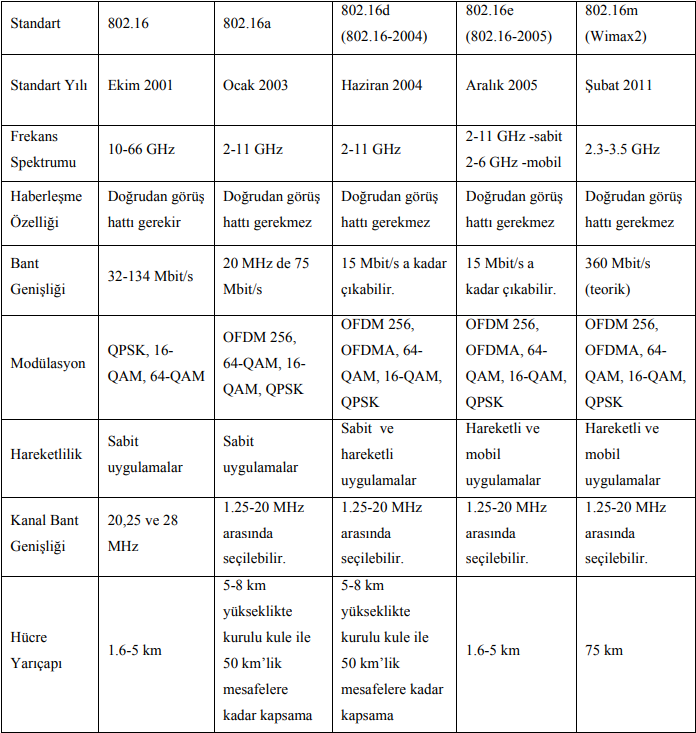 Standart
802.16
802.16a
802.16d
(802.16-2004)
802.16e
(802.16-2005)
802.16m
(Wimax2)
Standart Yılı
Ekim 2001
Ocak 2003
Haziran 2004
Aralık 2005
Şubat 2011
Frekans
Spektrumu
10-66 GHz
2-11 GHz
2-11 GHz
2-11 GHz -sabit
2-6 GHz -mobil
2.3-3.5 GHz
Haberleşme
Özelliği
Doğrudan görüş
hattı gerekir
Doğrudan görüş
hattı gerekmez
Doğrudan görüş
hattı gerekmez
Doğrudan görüş
hattı gerekmez
Doğrudan görüş
hattı gerekmez
Bant
Genişliği
32-134 Mbit/s
20 MHz de 75
Mbit/s
15 Mbit/s a kadar
çıkabilir.
15 Mbit/s a
kadar çıkabilir.
360 Mbit/s
(teorik)
Modülasyon
QPSK, 16-
QAM, 64-QAM
OFDM 256,
64-QAM, 16-
QAM, QPSK
OFDM 256,
OFDMA, 64-
QAM, 16-QAM,
QPSK
OFDM 256,
OFDMA, 64-
QAM, 16-QAM,
QPSK
OFDM 256,
OFDMA, 64-
QAM, 16-QAM,
QPSK
Hareketlilik
Sabit
uygulamalar
Sabit
uygulamalar
Sabit ve
hareketli
uygulamalar
Hareketli ve
mobil
uygulamalar
Hareketli ve
mobil
uygulamalar
Kanal Bant
Genişliği
20,25 ve 28
MHz
1.25-20 MHz
arasında
seçilebilir.
1.25-20 MHz
arasında
seçilebilir.
1.25-20 MHz
arasında
seçilebilir.
1.25-20 MHz
arasında
seçilebilir.
Hücre
Yarıçapı
1.6-5 km
5-8 km
yükseklikte
kurulu kule ile
50 km’lik
mesafelere
kadar kapsama
5-8 km
yükseklikte
kurulu kule ile
50 km’lik
mesafelere kadar
kapsama
1.6-5 km
75 km